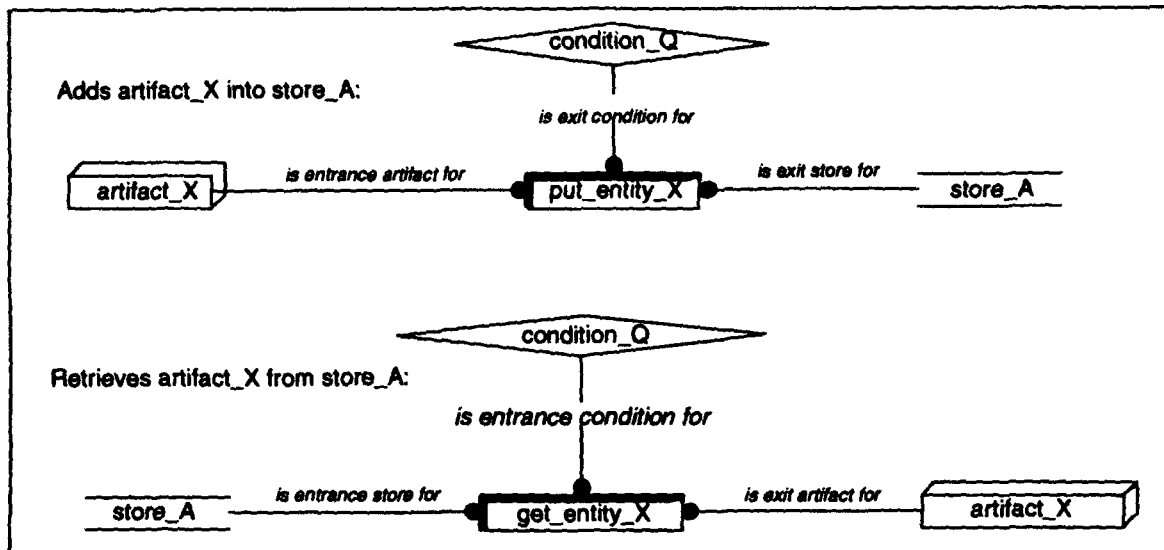 condition_Q
Adds artifact_X into store_A:
is exit condition for
artifact_X
is entrance artifact for
put_entity_X
is exit store for
store_A
condition_Q
Retrieves artifact_X from store_A:
is entrance condition for
store_A
is entrance store for
get_entity_X
is exit artifact for
artifact_X